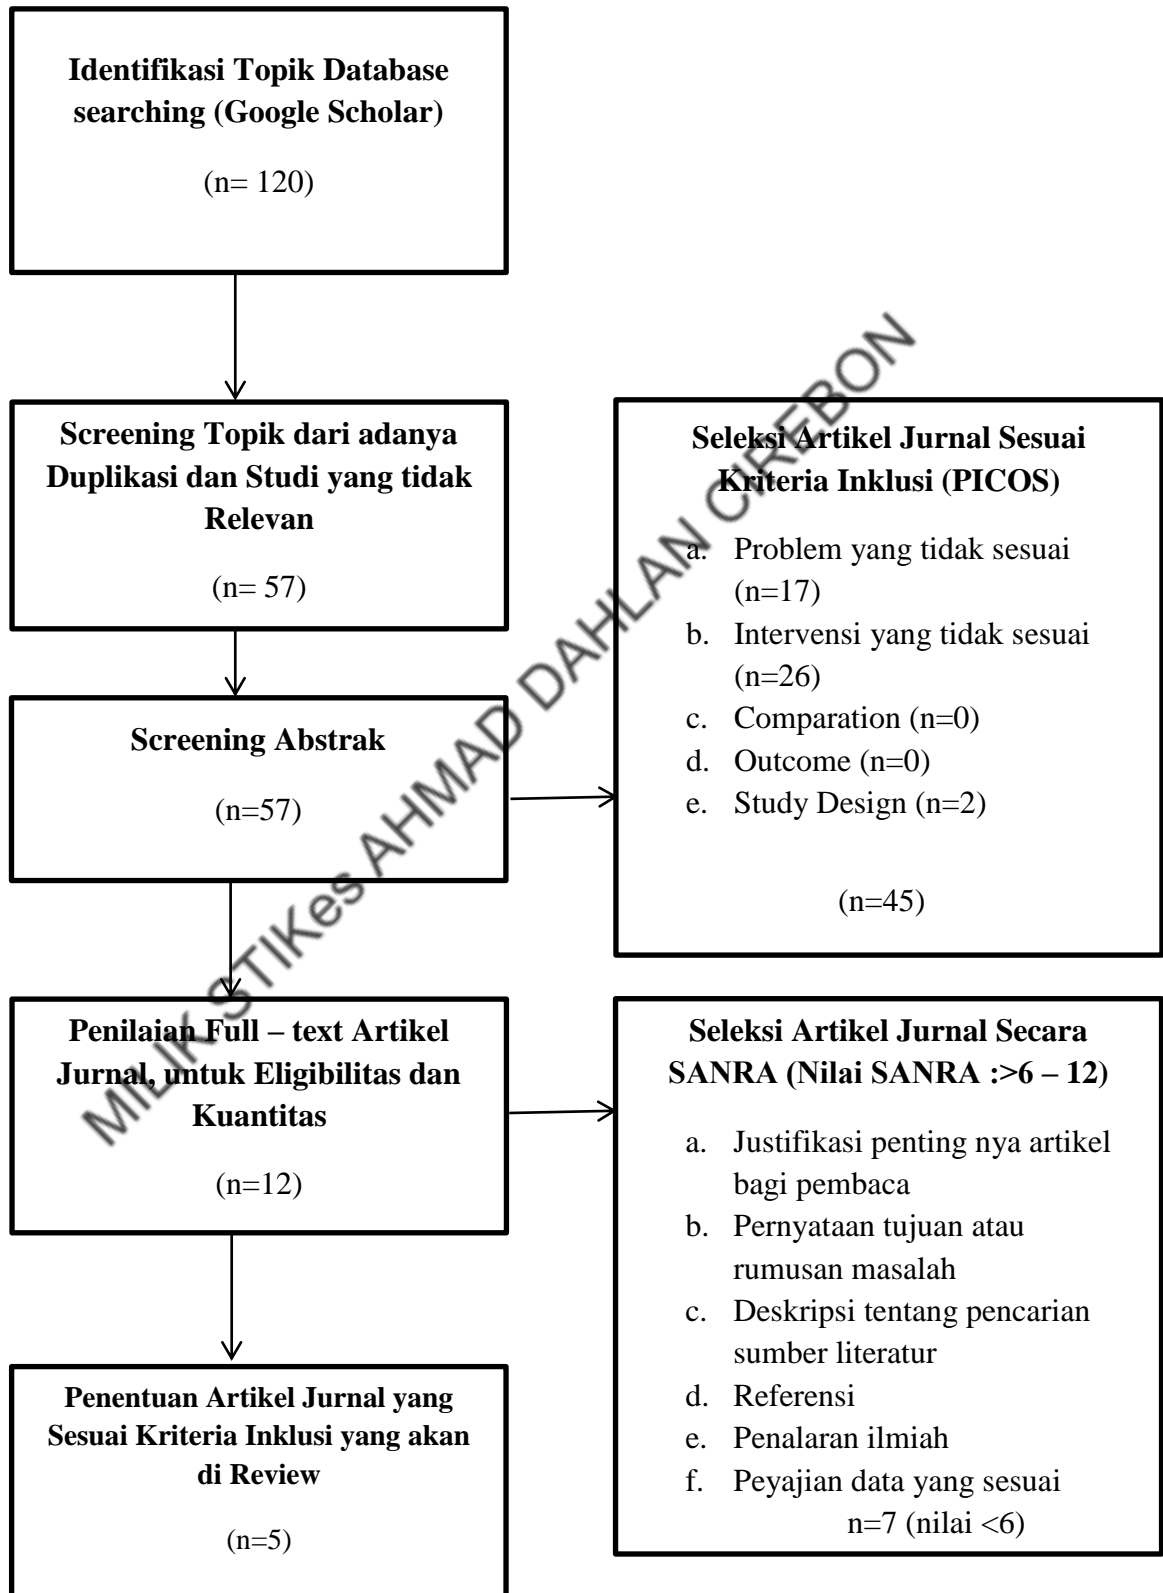 Identifikasi Topik Database
searching (Google Scholar)
(n= 120)
Screening Topik dari adanya
Duplikasi dan Studi yang tidak
Relevan
(n= 57)
Screening Abstrak
(n=57)
Seleksi Artikel Jurnal Sesuai
Kriteria Inklusi (PICOS)
a. Problem yang tidak sesuai
(n=17)
b. Intervensi yang tidak sesuai
(n=26)
c. Comparation (n=0)
d. Outcome (n=0)
e. Study Design (n=2)
(n=45)
Penilaian Full – text Artikel
Jurnal, untuk Eligibilitas dan
Kuantitas
(n=12)
Seleksi Artikel Jurnal Secara
SANRA (Nilai SANRA :>6 – 12)
a. Justifikasi penting nya artikel
bagi pembaca
b. Pernyataan tujuan atau
rumusan masalah
c. Deskripsi tentang pencarian
sumber literatur
d. Referensi
e. Penalaran ilmiah
f. Peyajian data yang sesuai
n=7 (nilai <6)
Penentuan Artikel Jurnal yang
Sesuai Kriteria Inklusi yang akan
di Review
(n=5)
MILIK STIKes AHMAD DAHLAN CIREBON